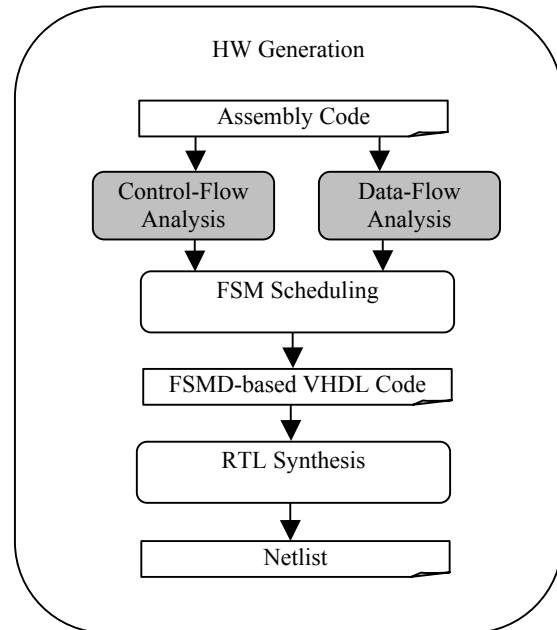 HW Generation
Assembly Code
Control-Flow
Analysis
Data-Flow
Analysis
FSM Scheduling
FSMD-based VHDL Code
RTL Synthesis
Netlist